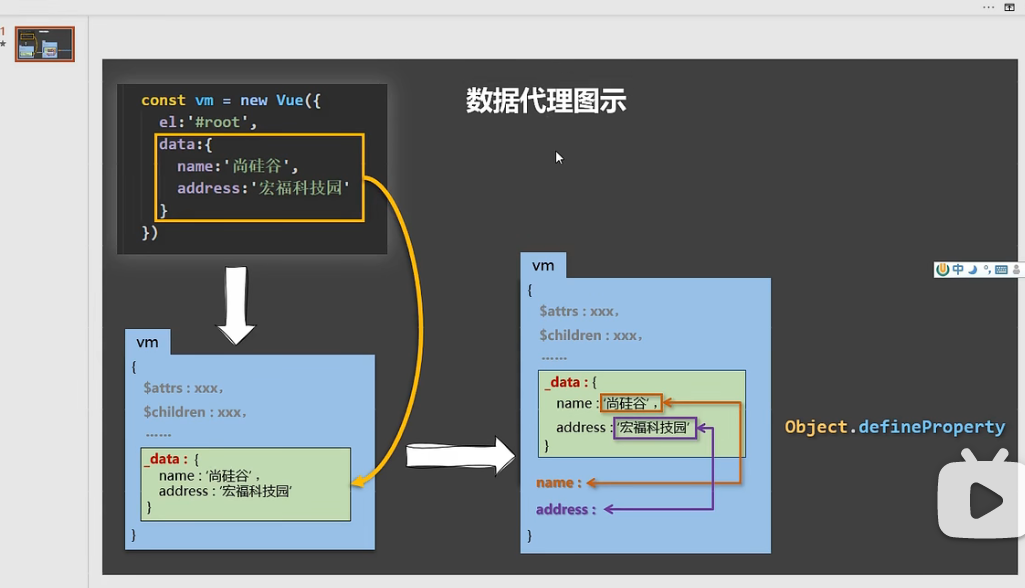 1
数据代理图示
const vm = new Vue({
el:'#root',
data:{
name:'尚硅谷',
address:'宏福科技园'
}
})
vm
{
$attrs : xxx,
$children : xxx,
……
_data : {
name : '尚硅谷' ,
address : '宏福科技园'
}
}
vm
{
$attrs : xxx,
$children : xxx,
……
_data : {
name : '尚硅谷' ,
address : '宏福科技园'
}
name :
address :
}
Object.defineProperty
中